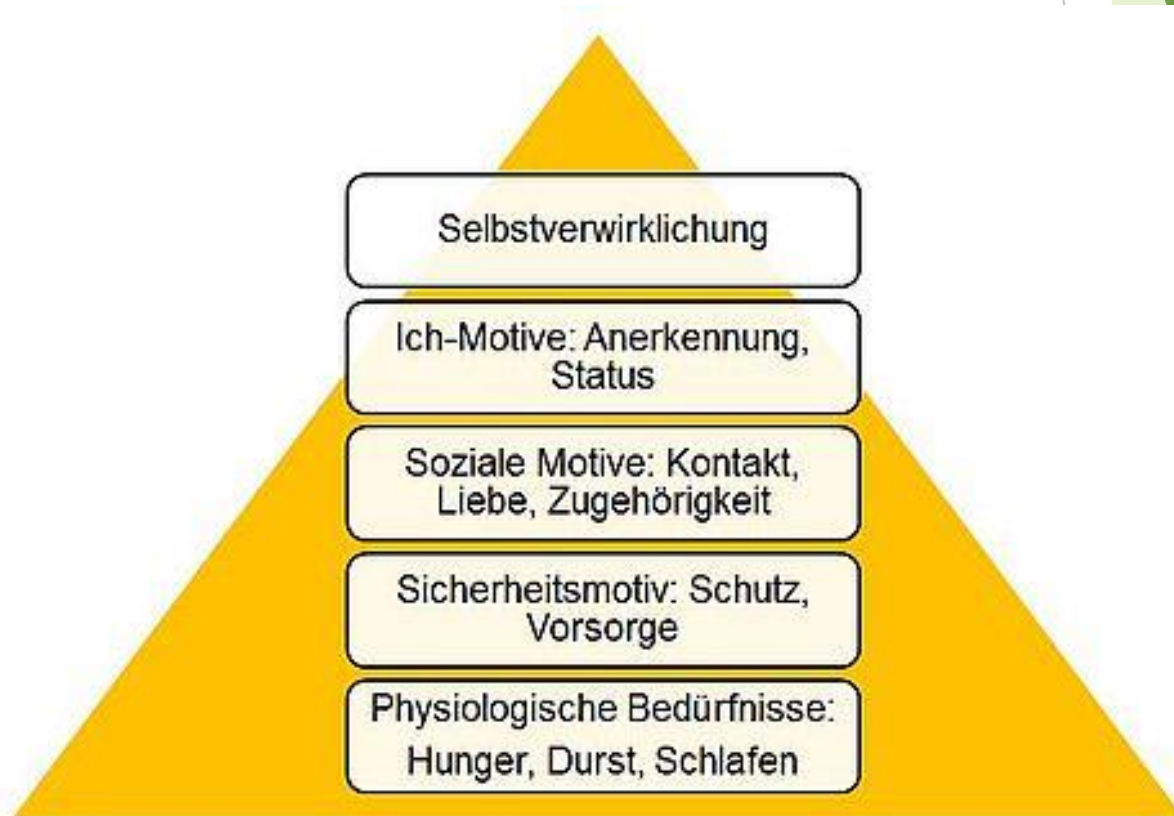 Selbstverwirklichung
Ich-Motive: Anerkennung,
Status
Soziale Motive: Kontakt,
Liebe, Zugehörigkeit
Sicherheitsmotiv: Schutz,
Vorsorge
Physiologische Bedürfnisse:
Hunger, Durst, Schlafen